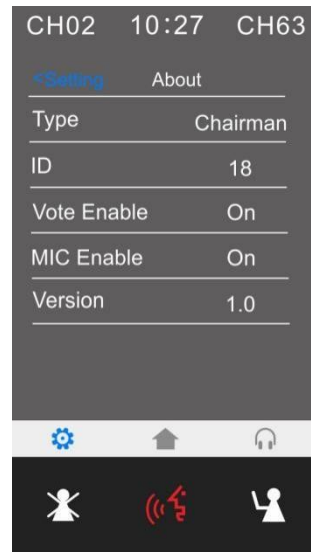 CH02 10:27 CH63
<Setting About
Type Chairman
ID 18
Vote Enable On
MIC Enable On
Version 1.0